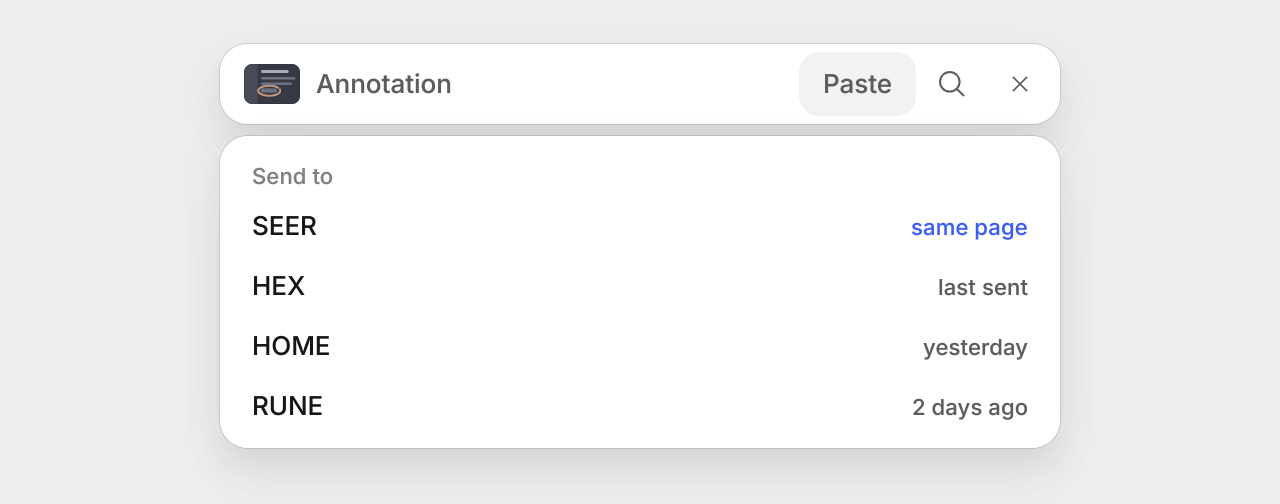 Annotation Paste
Send to
SEER same page
HEX last sent
HOME yesterday
RUNE 2 days ago